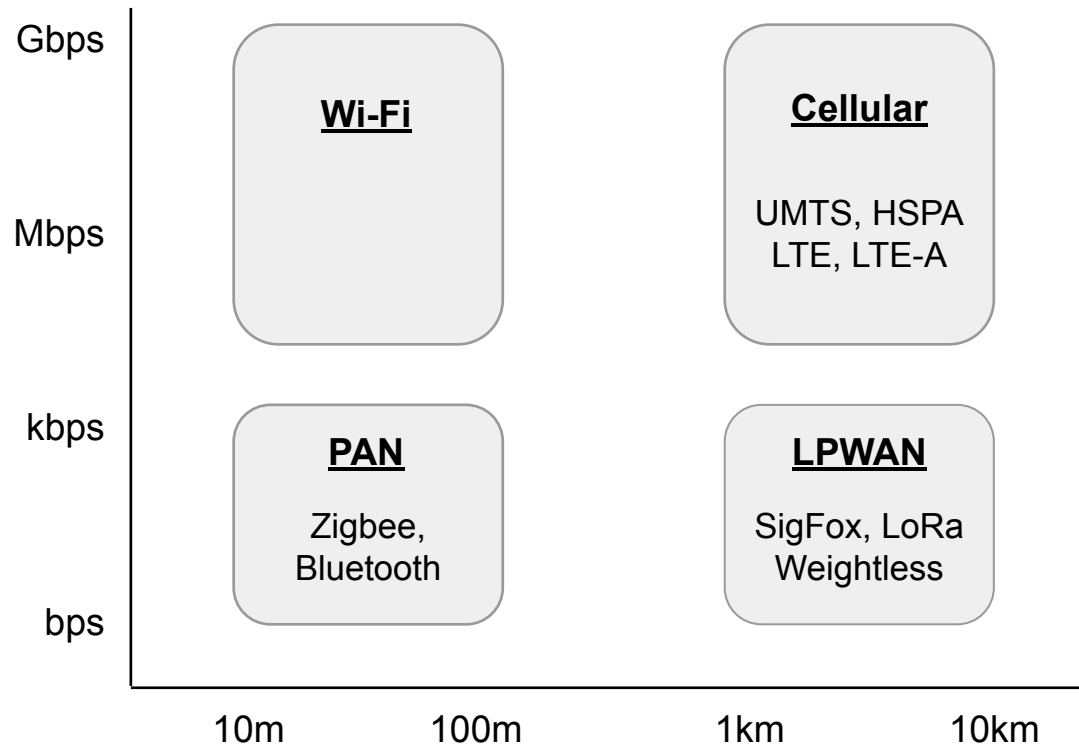 Gbps
Wi-Fi
Cellular
Mbps
UMTS, HSPA
LTE, LTE-A
kbps
PAN
LPWAN
Zigbee,
Bluetooth
SigFox, LoRa
Weightless
bps
10m
100m
1km
10km